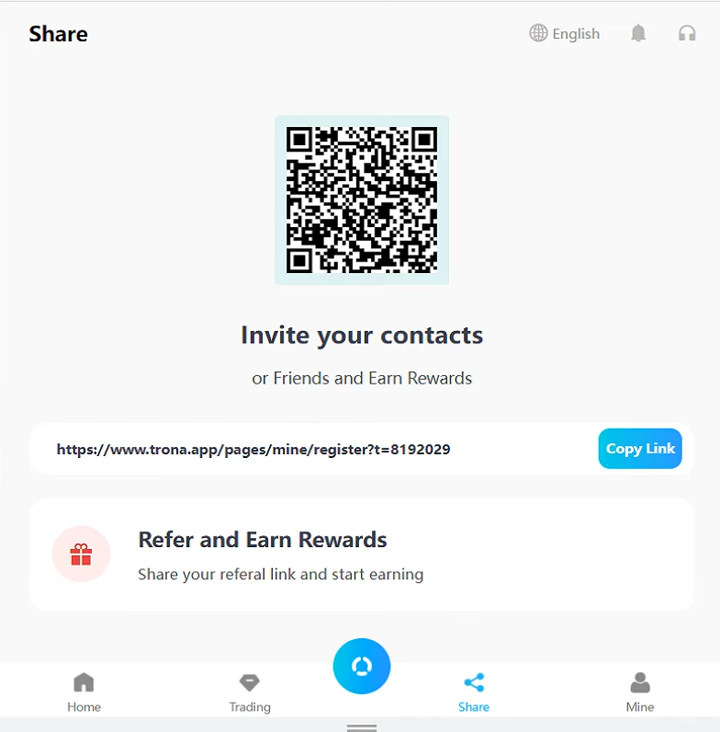 Share
English
Invite your contacts
or Friends and Earn Rewards
https://www.trona.app/pages/mine/register?t=8192029
Copy Link
Refer and Earn Rewards
Share your referal link and start earning
Home
Trading
Share
Mine